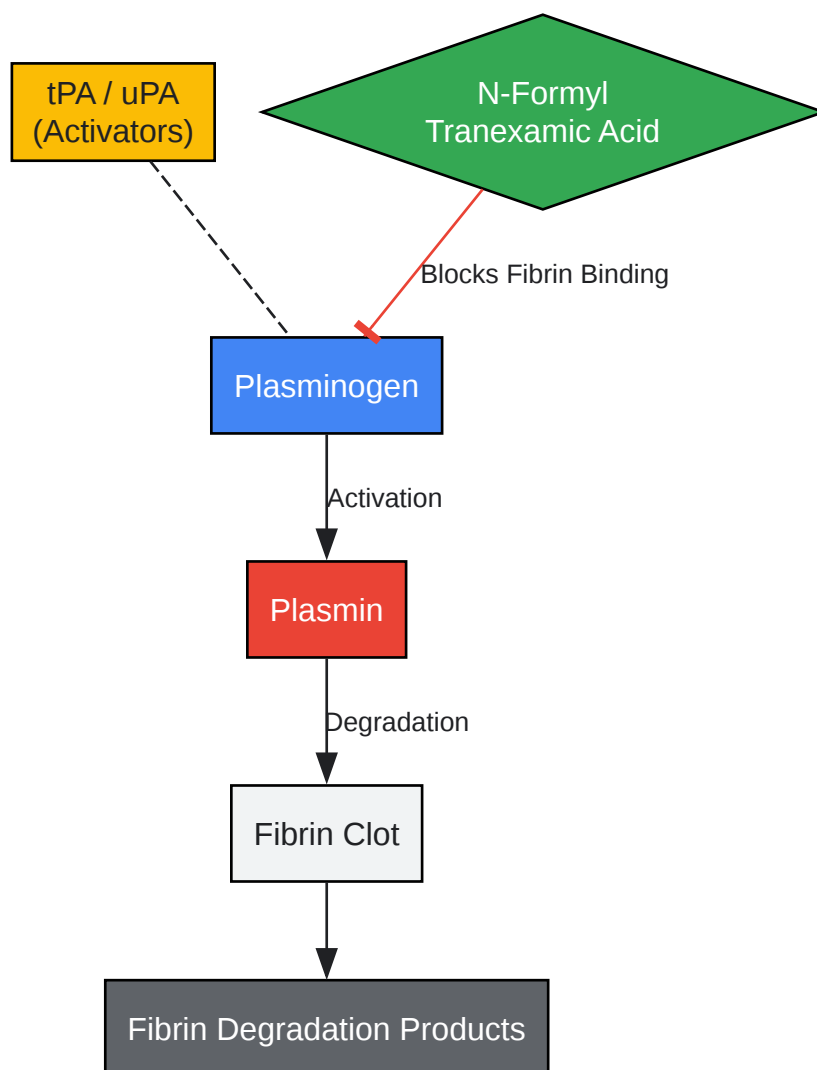 tPA / uPA
(Activators)
N-Formyl
Tranexamic Acid
Blocks Fibrin Binding
Plasminogen
Activation
Plasmin
Degradation
Fibrin Clot
Fibrin Degradation Products